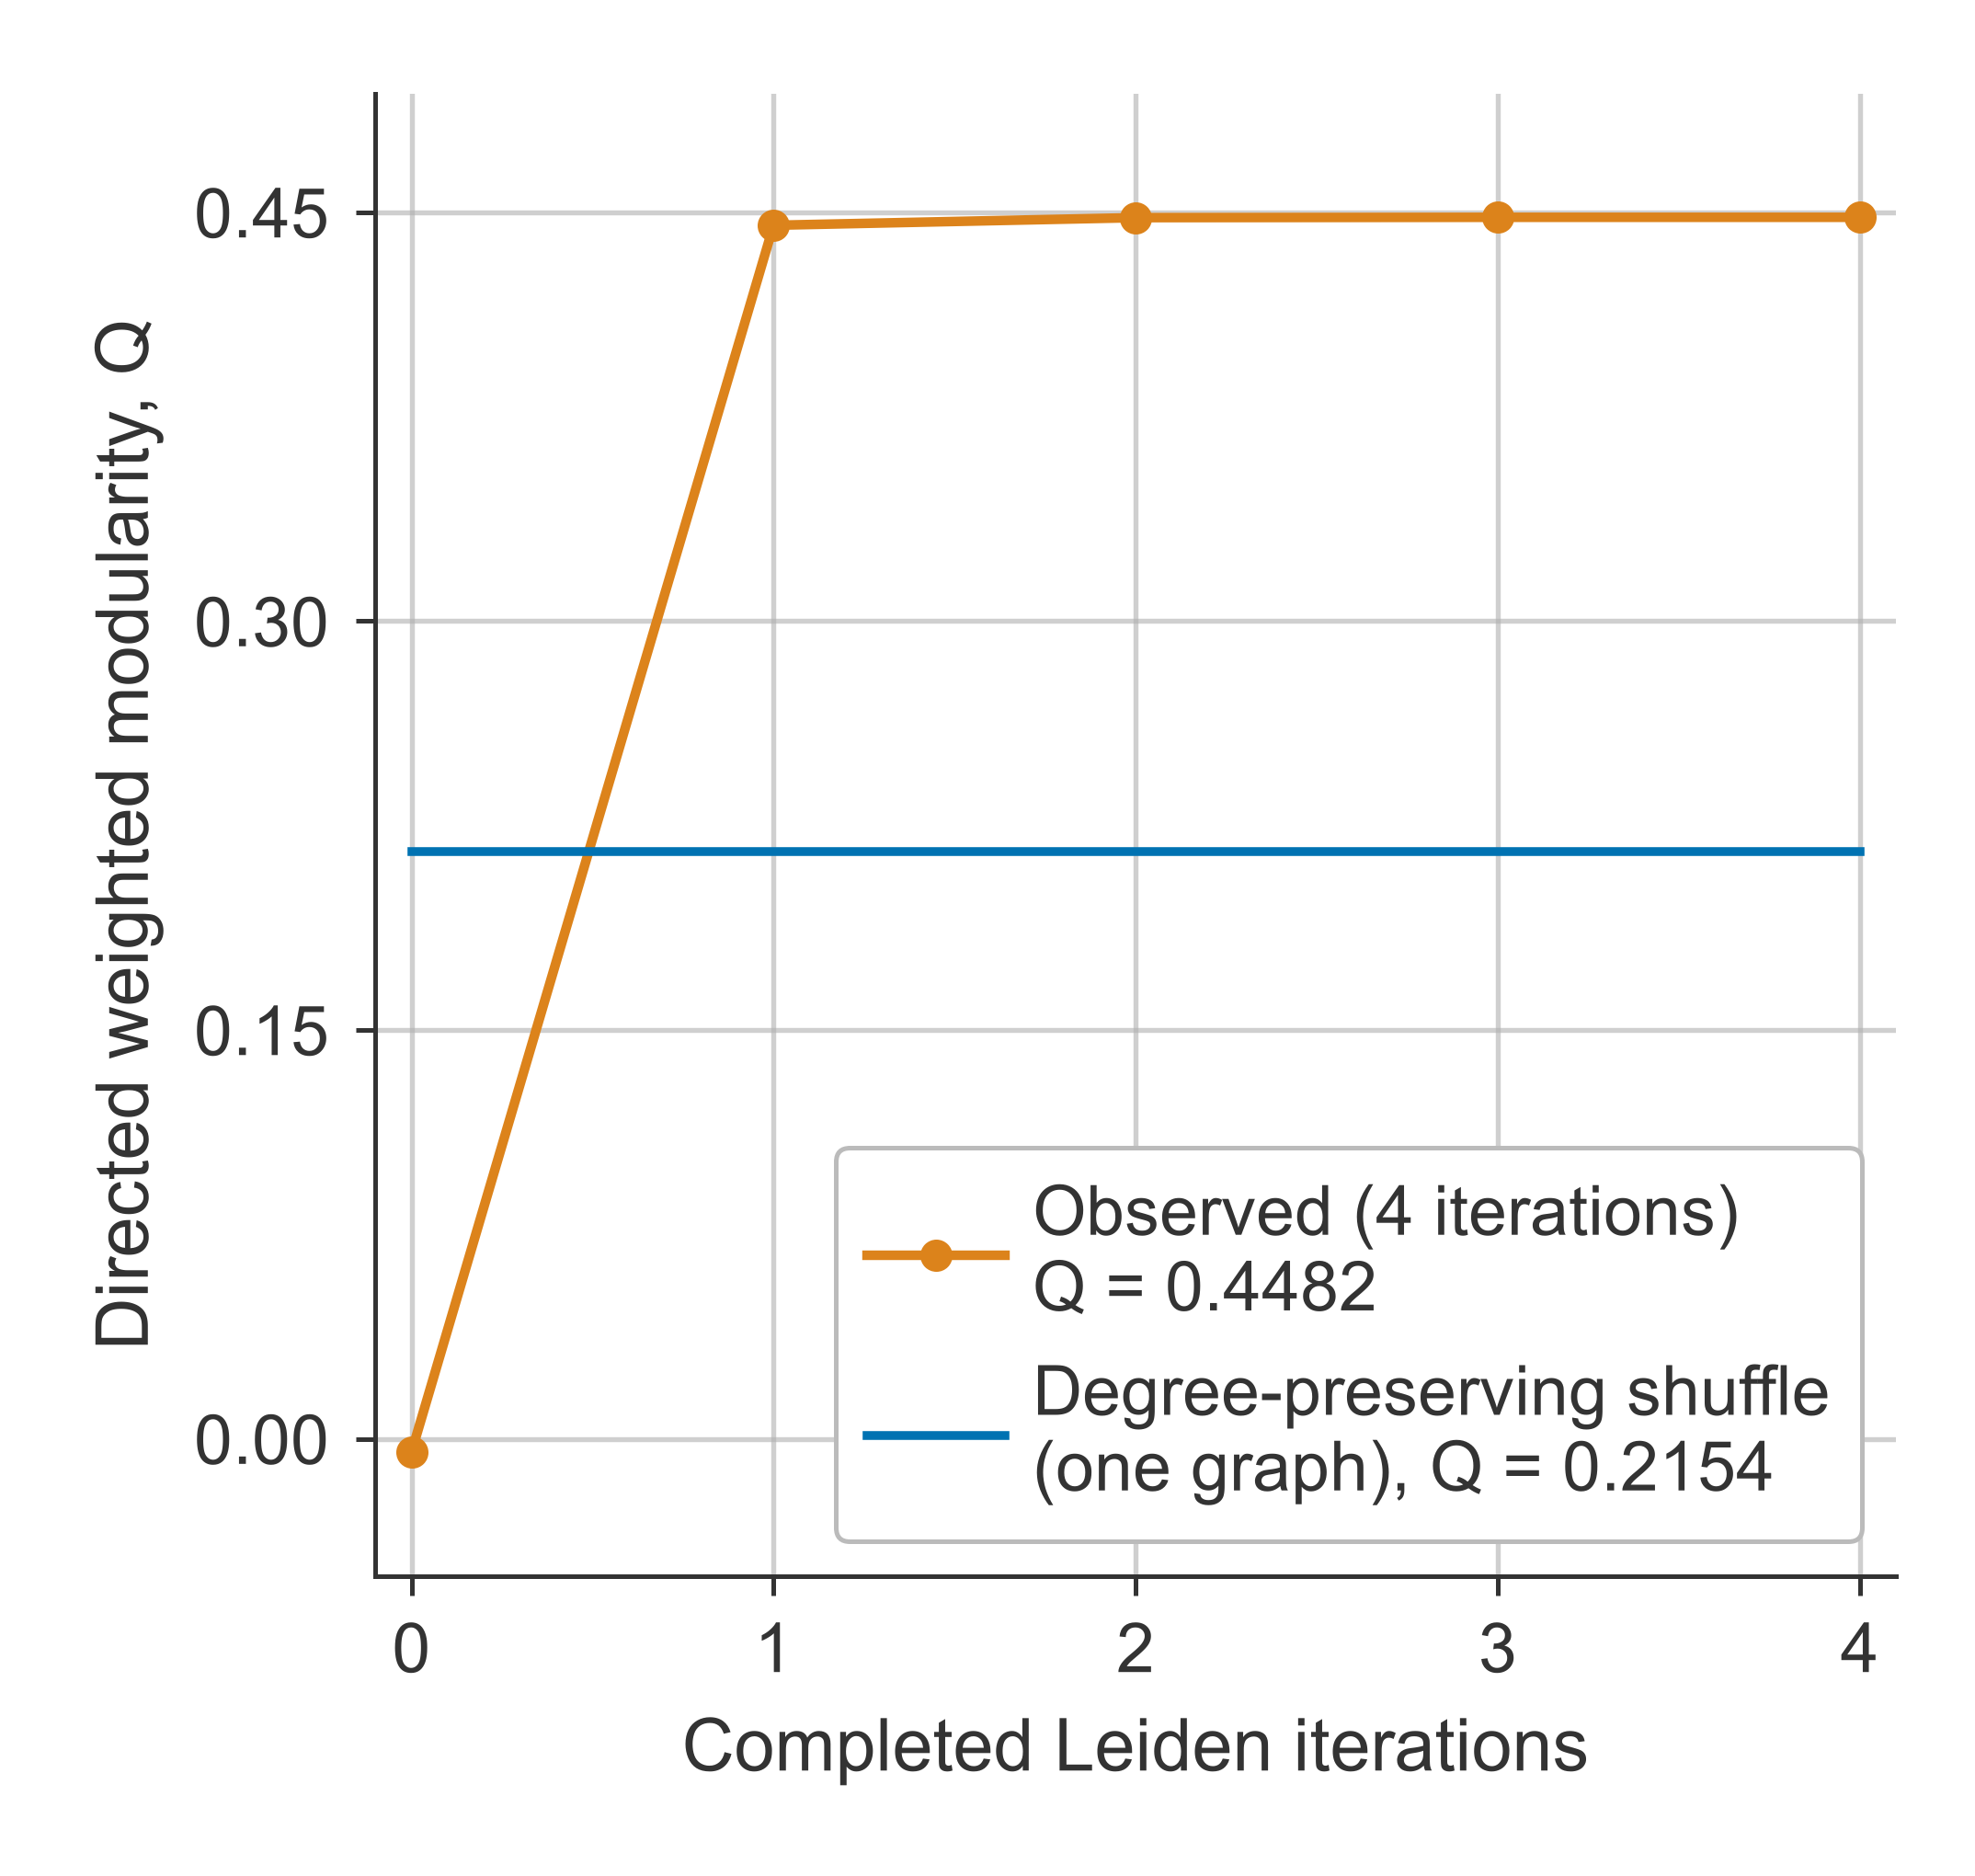 Directed weighted modularity, Q
0.45
0.30
0.15
0.00
Observed (4 iterations)
Q = 0.4482
Degree-preserving shuffle
(one graph), Q = 0.2154
0 1 2 3 4
Completed Leiden iterations